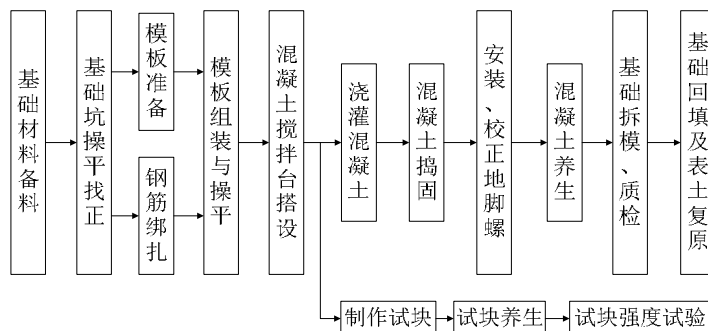 基础材料备料
基础坑操平找正
模板准备
钢筋绑扎
模板组装与操平
混凝土搅拌台搭设
浇灌混凝土
混凝土捣固
安装、校正地脚螺
混凝土养生
基础拆模、质检
基础回填及表土复原
制作试块
试块养生
试块强度试验